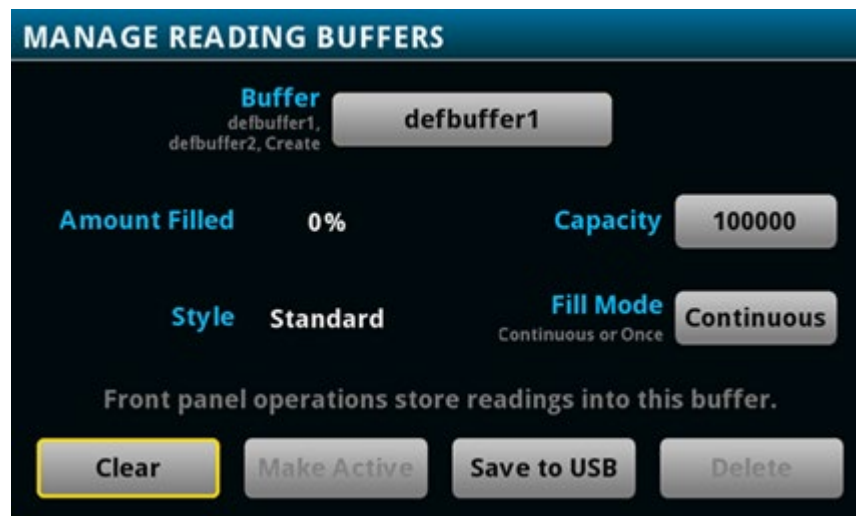 MANAGE READING BUFFERS
Buffer
defbuffer1,
defbuffer2, Create
defbuffer1
Amount Filled 0% Capacity 100000
Style Standard Fill Mode Continuous
Continuous or Once
Front panel operations store readings into this buffer.
Clear Make Active Save to USB Delete